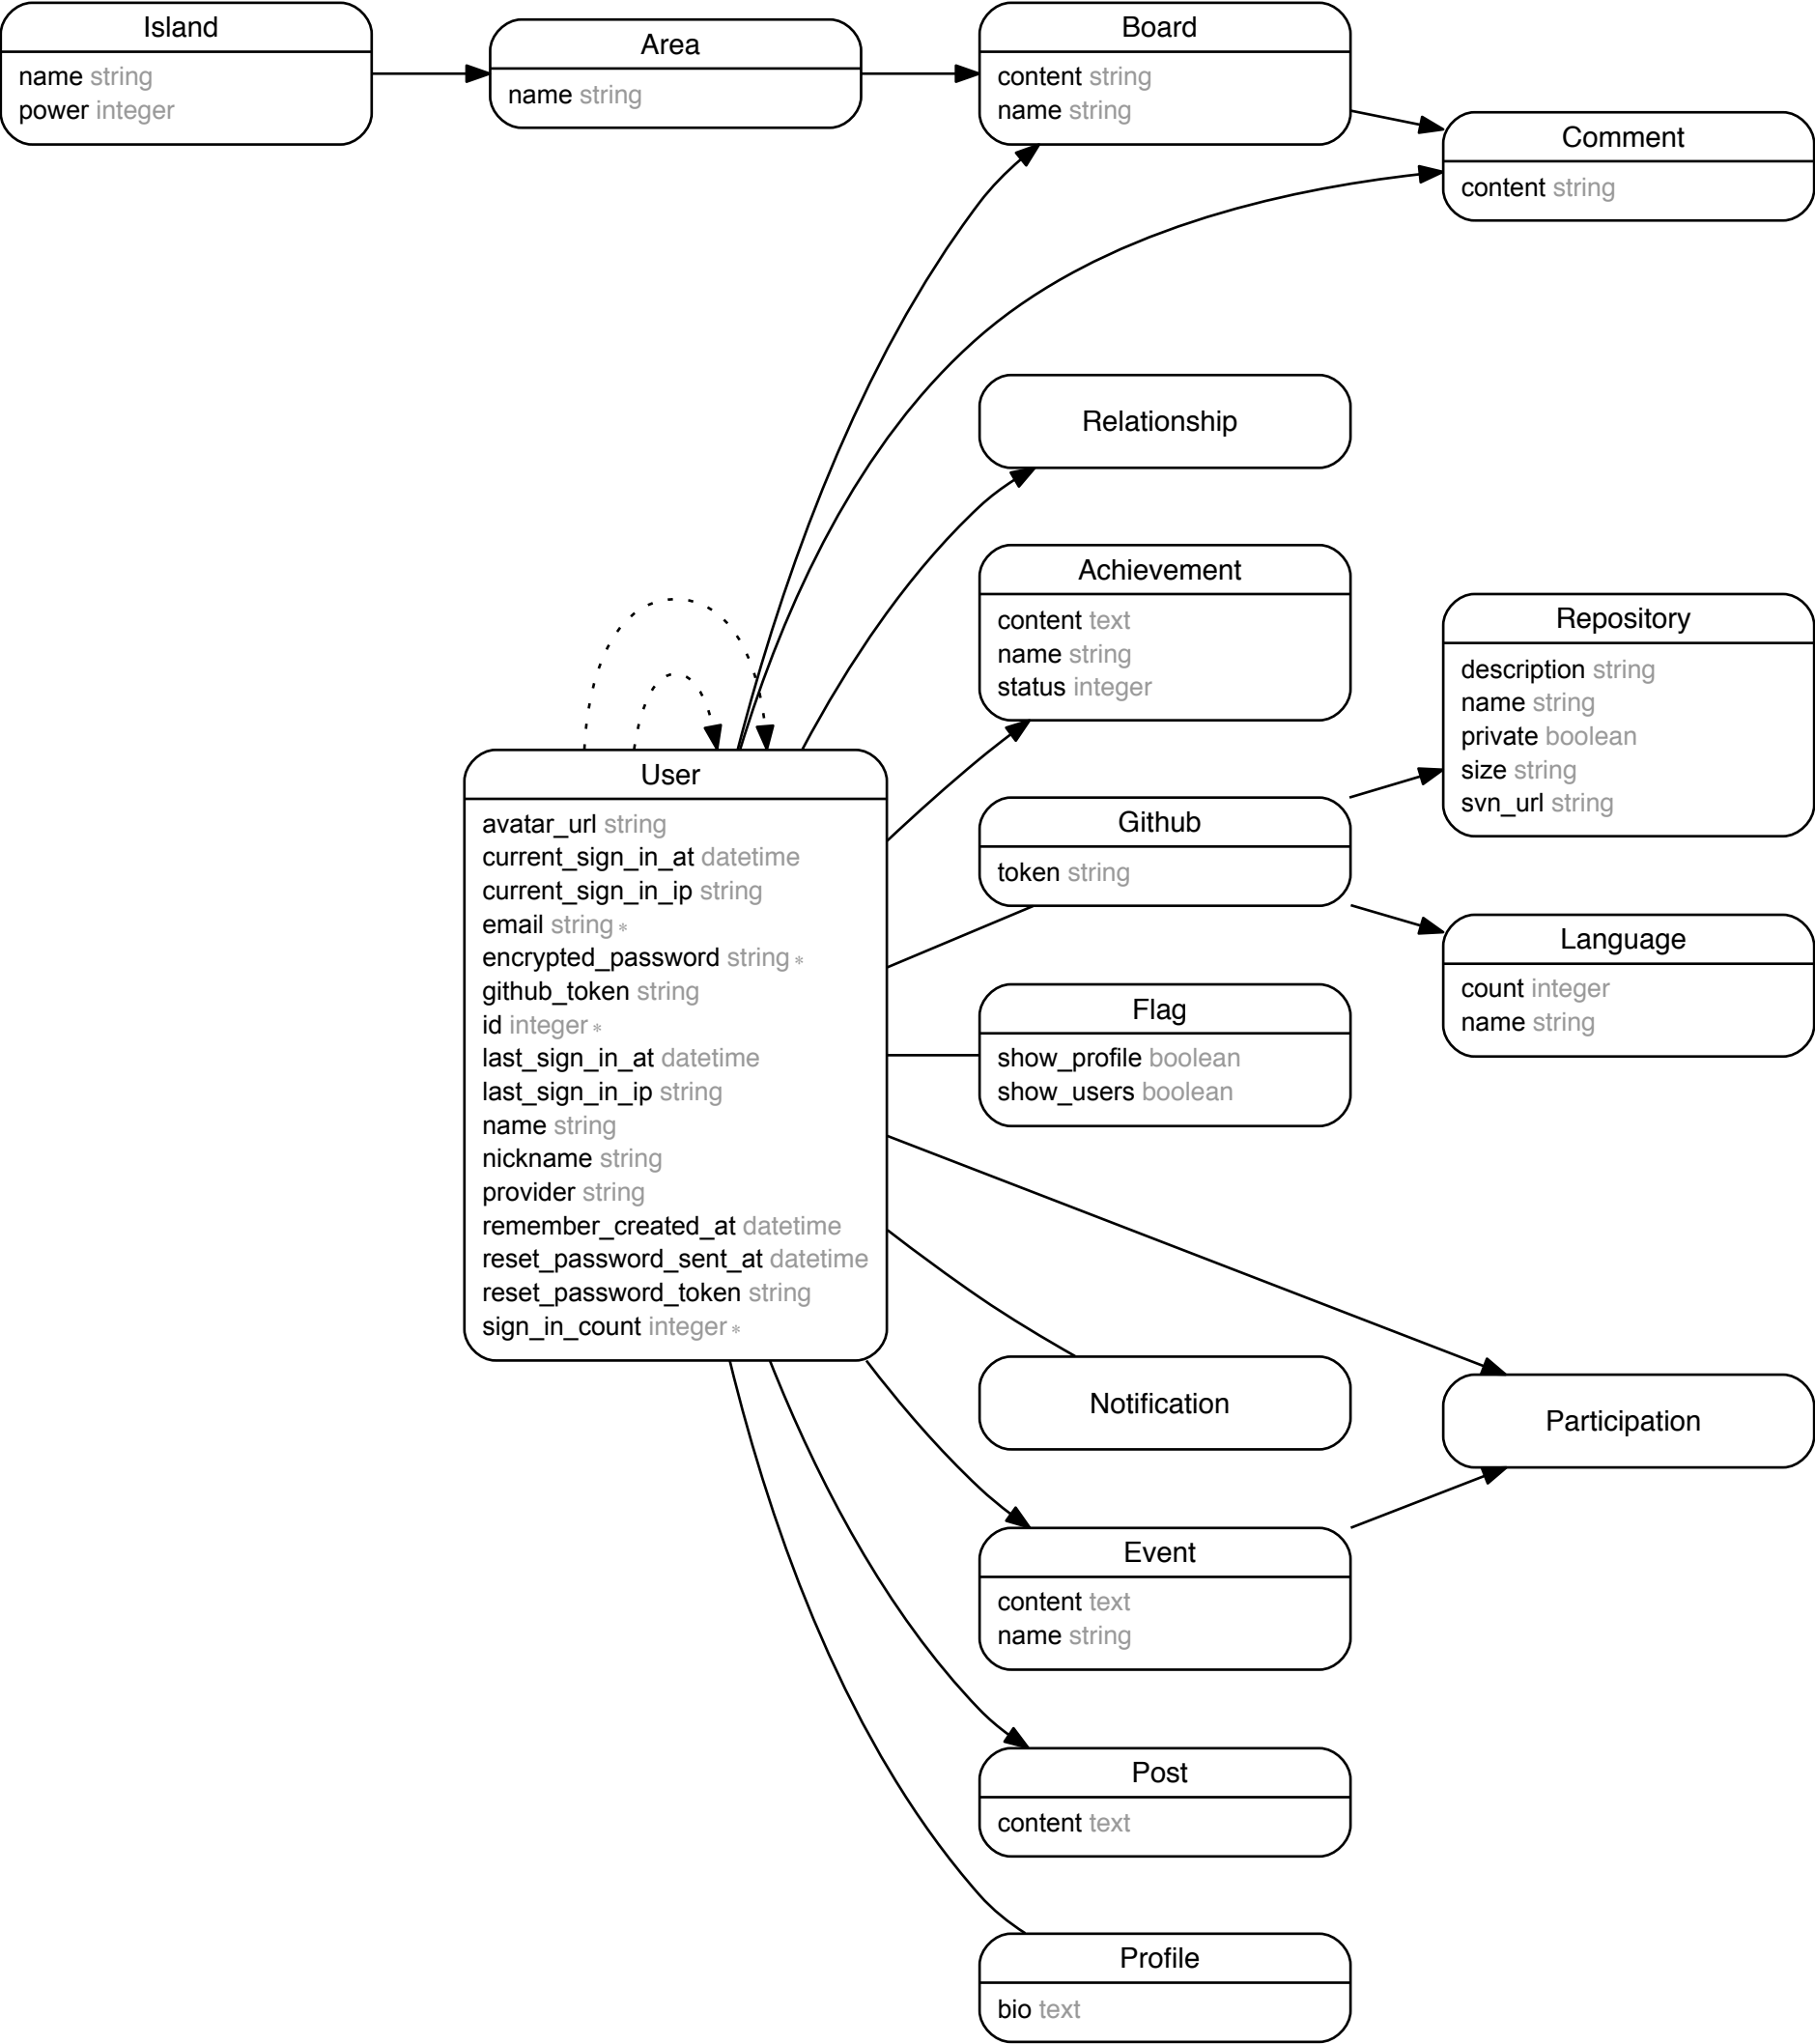 Island
name string
power integer
Area
name string
Board
content string
name string
Comment
content string
Relationship
Achievement
content text
name string
status integer
Repository
description string
name string
private boolean
size string
svn_url string
User
avatar_url string
current_sign_in_at datetime
current_sign_in_ip string
email string *
encrypted_password string *
github_token string
id integer *
last_sign_in_at datetime
last_sign_in_ip string
name string
nickname string
provider string
remember_created_at datetime
reset_password_sent_at datetime
reset_password_token string
sign_in_count integer *
Github
token string
Language
count integer
name string
Flag
show_profile boolean
show_users boolean
Notification
Participation
Event
content text
name string
Post
content text
Profile
bio text